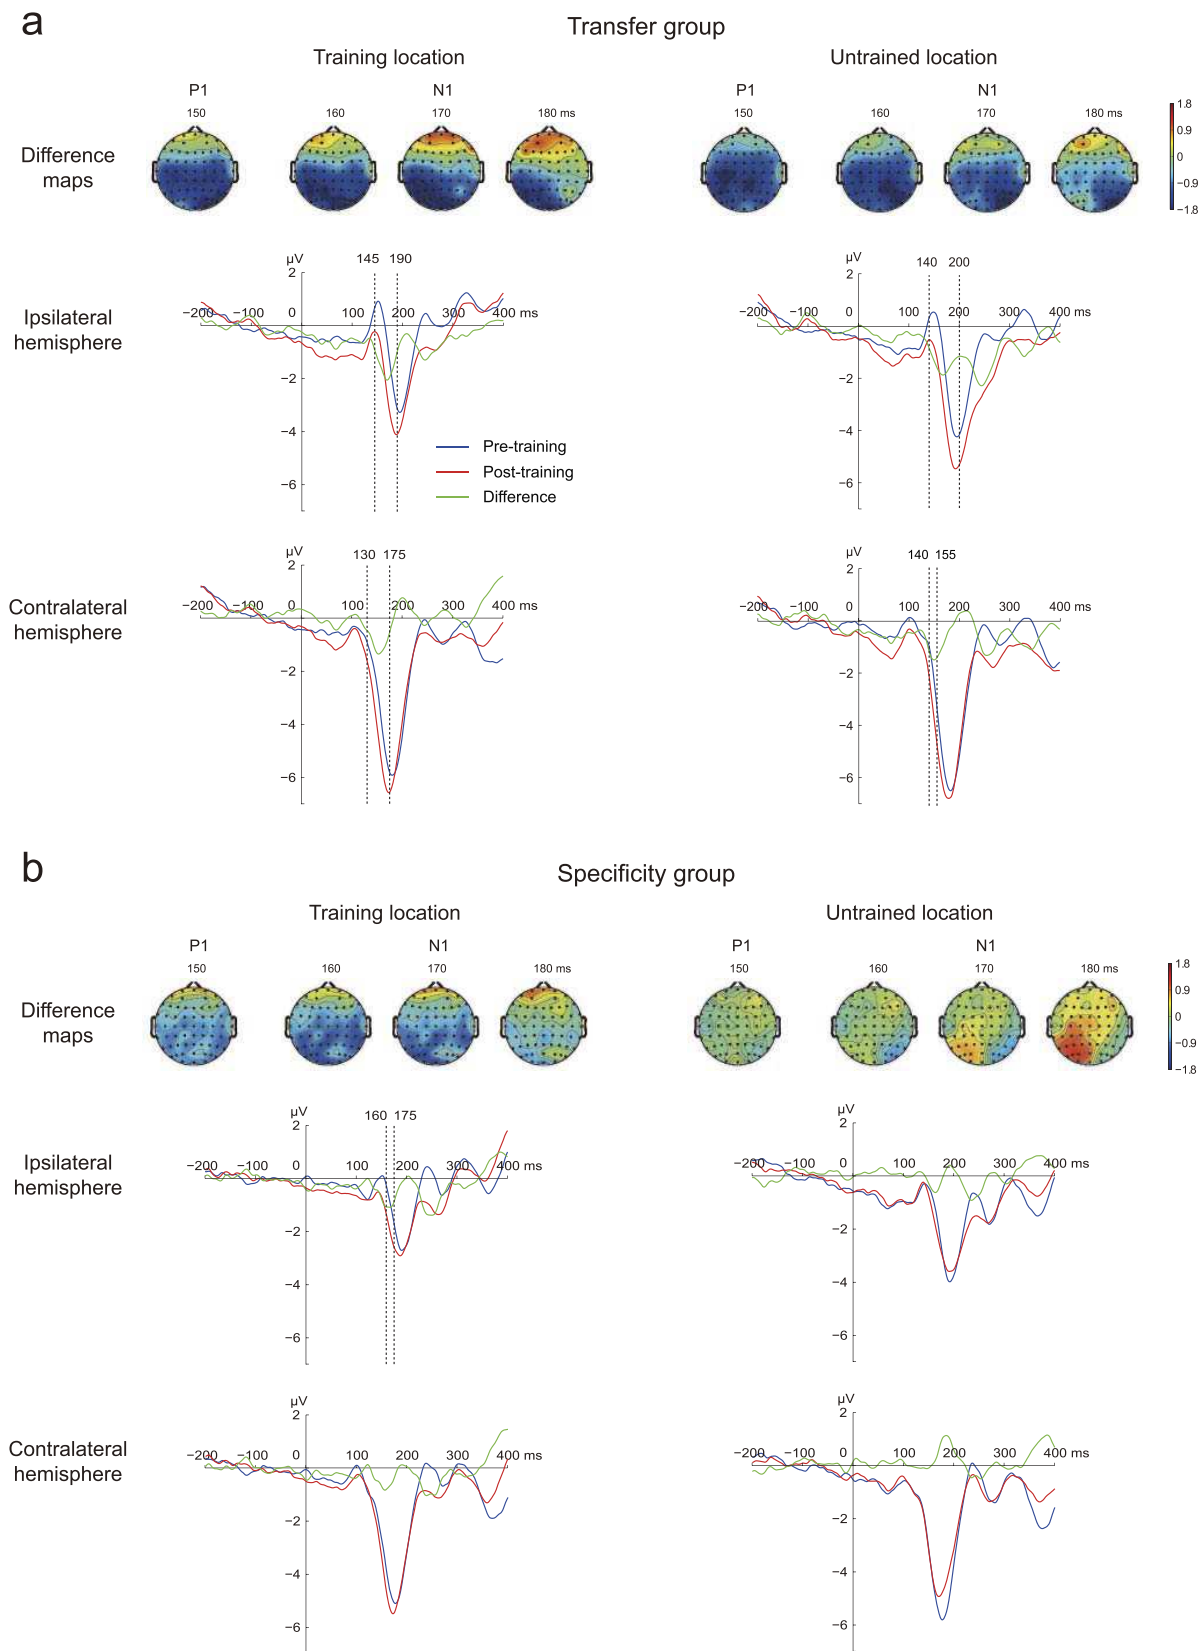 a
Transfer group
Training location
Untrained location
P1
N1
P1
N1
150
160
170
180 ms
150
160
170
180 ms
Difference
maps
1.8
0.9
0
−0.9
−1.8
Ipsilateral
hemisphere
µV
145
190
2
−200
−100
0
100
200
300
400 ms
−2
−4
−6
Pre-training
Post-training
Difference
µV
140
200
2
−200
−100
0
100
200
300
400 ms
−2
−4
−6
Contralateral
hemisphere
µV
130
175
2
−200
−100
0
100
200
300
400 ms
−2
−4
−6
µV
140
155
2
−200
−100
0
100
200
300
400 ms
−2
−4
−6
b
Specificity group
Training location
Untrained location
P1
N1
P1
N1
150
160
170
180 ms
150
160
170
180 ms
Difference
maps
1.8
0.9
0
−0.9
−1.8
Ipsilateral
hemisphere
µV
160
175
2
−200
−100
0
100
200
300
400 ms
−2
−4
−6
µV
2
−200
−100
0
100
200
300
400 ms
−2
−4
−6
Contralateral
hemisphere
µV
2
−200
−100
0
100
200
300
400 ms
−2
−4
−6
µV
2
−200
−100
0
100
200
300
400 ms
−2
−4
−6